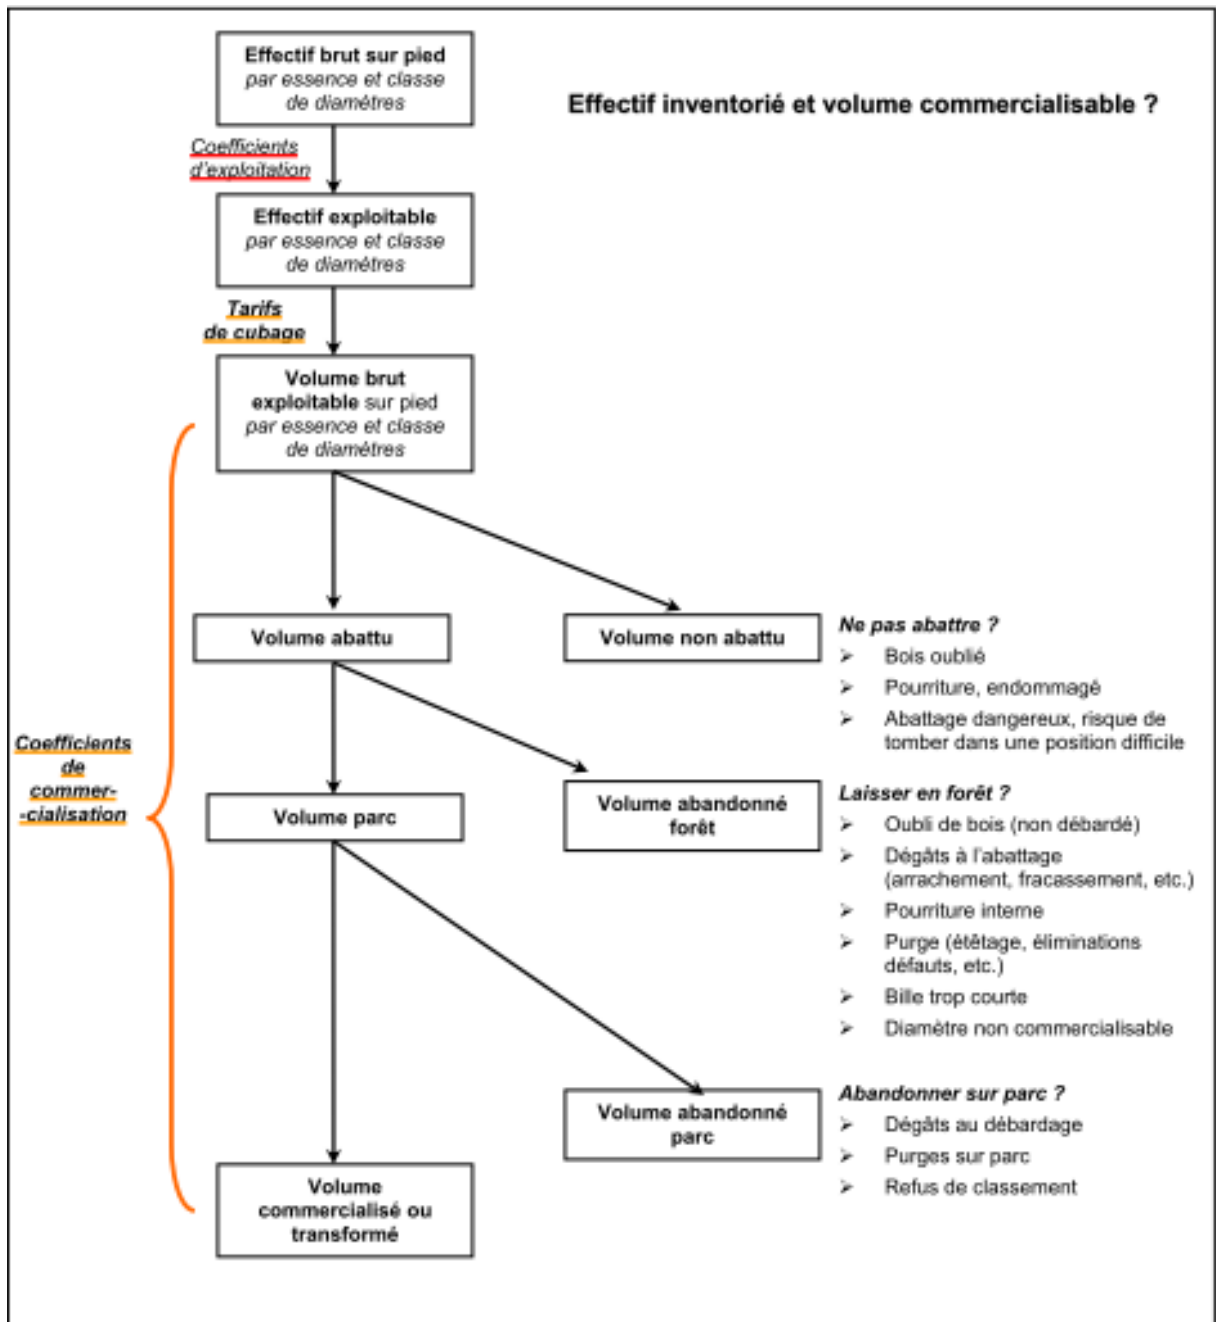 Effectif brut sur pied
par essence et classe
de diamètres
Effectif inventorié et volume commercialisable ?
Coefficients
d'exploitation
Effectif exploitable
par essence et classe
de diamètres
Tarifs
de cubage
Volume brut
exploitable sur pied
par essence et classe
de diamètres
Volume abattu
Volume non abattu
Ne pas abattre ?
➢ Bois oublié
➢ Pourriture, endommagé
➢ Abattage dangereux, risque de
tomber dans une position difficile
Coefficients
de
commer-
-cialisation
Volume parc
Volume abandonné
forêt
Laisser en forêt ?
➢ Oubli de bois (non débardé)
➢ Dégâts à l'abattage
(arrachement, fracassement, etc.)
➢ Pourriture interne
➢ Purge (étêtage, éliminations
défauts, etc.)
➢ Bille trop courte
➢ Diamètre non commercialisable
Volume abandonné
parc
Abandonner sur parc ?
➢ Dégâts au débardage
➢ Purges sur parc
➢ Refus de classement
Volume
commercialisé ou
transformé